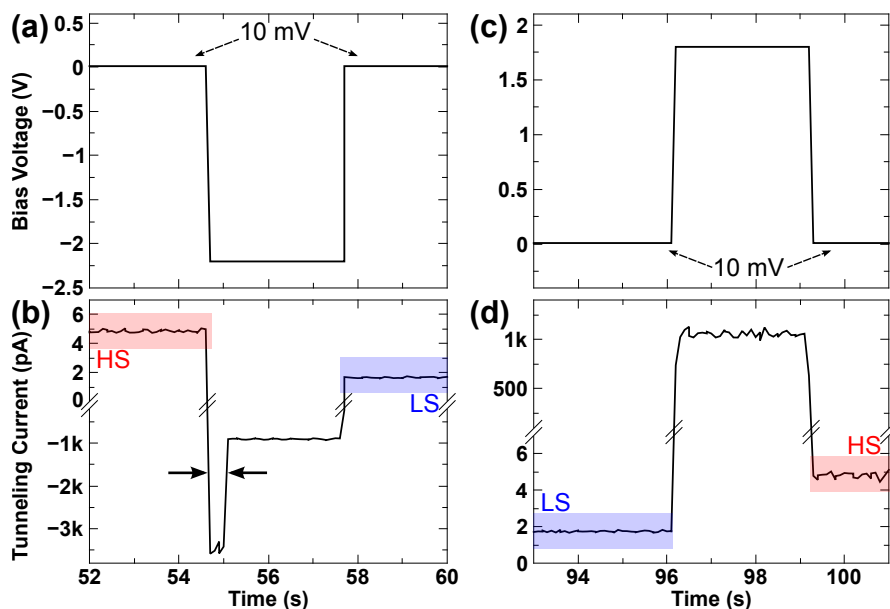 (a)
10 mV
Bias Voltage (V)
0.5
0
−0.5
−1
−1.5
−2
−2.5
(c)
10 mV
2
1.5
1
0.5
0
(b)
HS
LS
Tunneling Current (pA)
6
4
2
0
−1k
−2k
−3k
52
54
56
58
60
Time (s)
(d)
LS
HS
1k
500
6
4
2
0
94
96
98
100
Time (s)